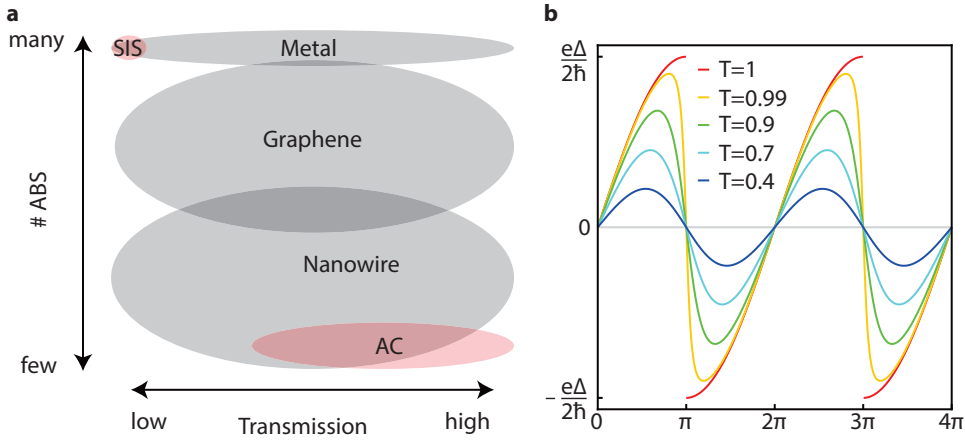 a
many
SIS
Metal
Graphene
# ABS
Nanowire
AC
few
low
Transmission
high
b
eΔ
2ħ
T=1
T=0.99
T=0.9
T=0.7
T=0.4
0
- eΔ
2ħ
0
π
2π
3π
4π